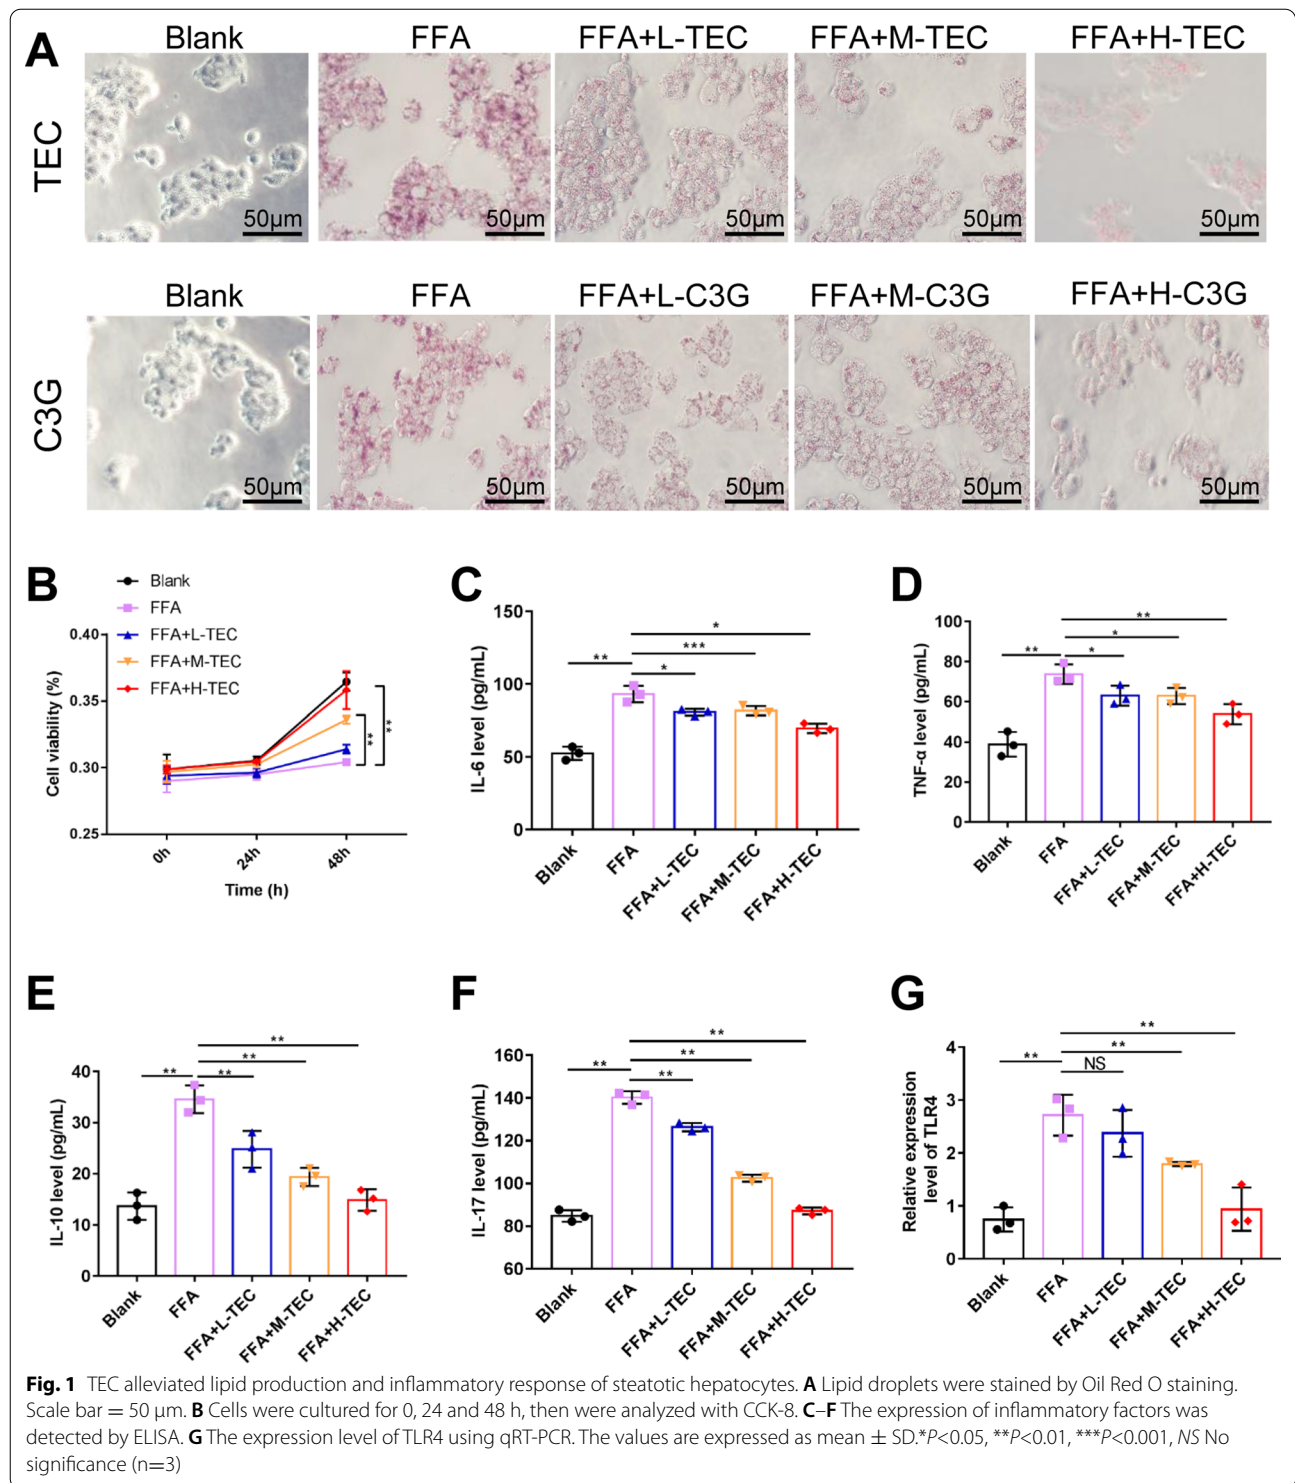 A
Blank FFA FFA+L-TEC FFA+M-TEC FFA+H-TEC
TEC
50μm 50μm 50μm 50μm 50μm
Blank FFA FFA+L-C3G FFA+M-C3G FFA+H-C3G
C3G
50μm 50μm 50μm 50μm 50μm
B
Blank
FFA
FFA+L-TEC
FFA+M-TEC
FFA+H-TEC
Cell viability (%)
0.40
0.35
0.30
0.25
** **
0h 24h 48h
Time (h)
C
IL-6 level (pg/mL)
150
100
50
0
*
***
** *
Blank FFA FFA+L-TEC FFA+M-TEC FFA+H-TEC
D
TNF-α level (pg/mL)
100
80
60
40
20
0
**
*
** *
Blank FFA FFA+L-TEC FFA+M-TEC FFA+H-TEC
E
IL-10 level (pg/mL)
40
30
20
10
0
**
**
** **
Blank FFA FFA+L-TEC FFA+M-TEC FFA+H-TEC
F
IL-17 level (pg/mL)
160
140
120
100
80
60
**
**
** **
Blank FFA FFA+L-TEC FFA+M-TEC FFA+H-TEC
G
Relative expression
level of TLR4
4
3
2
1
0
**
**
** NS
Blank FFA FFA+L-TEC FFA+M-TEC FFA+H-TEC
Fig. 1 TEC alleviated lipid production and inflammatory response of steatotic hepatocytes. A Lipid droplets were stained by Oil Red O staining.
Scale bar = 50 μm. B Cells were cultured for 0, 24 and 48 h, then were analyzed with CCK-8. C–F The expression of inflammatory factors was
detected by ELISA. G The expression level of TLR4 using qRT-PCR. The values are expressed as mean ± SD.*P<0.05, **P<0.01, ***P<0.001, NS No
significance (n=3)